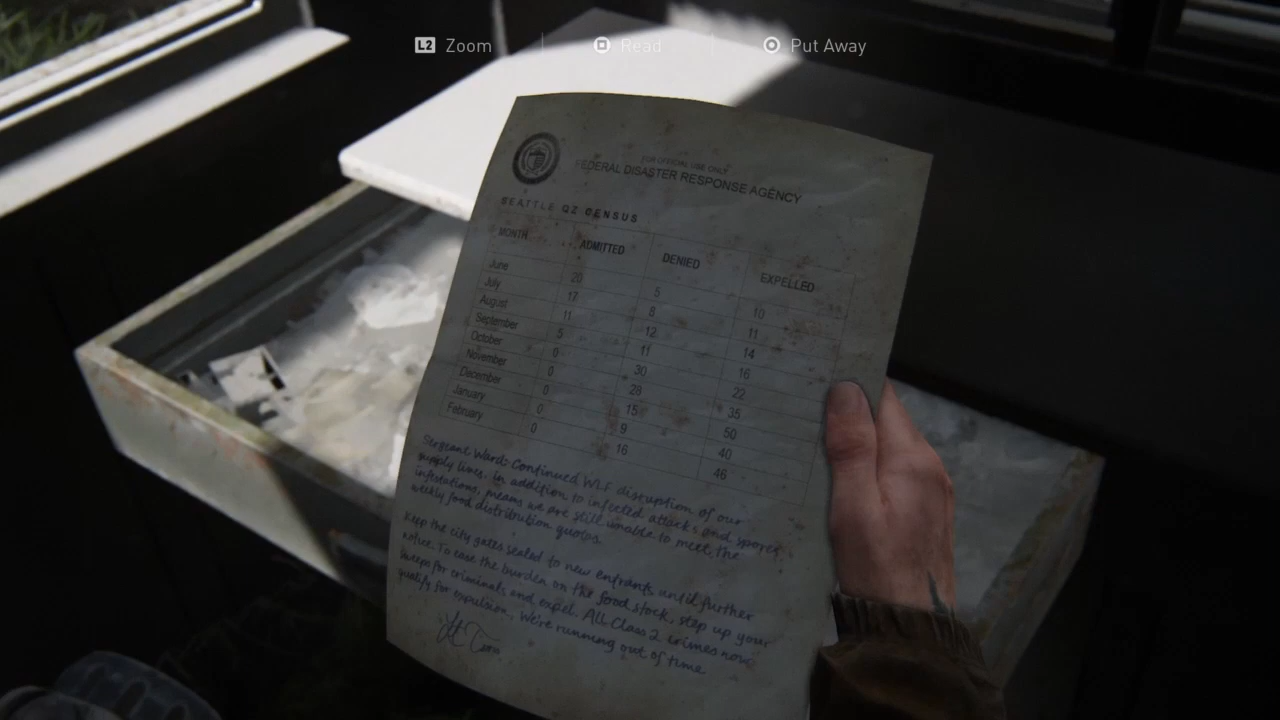 L2 Zoom Read Put Away
FOR OFFICIAL USE ONLY
FEDERAL DISASTER RESPONSE AGENCY
SEATTLE QZ CENSUS
MONTH ADMITTED DENIED EXPELLED
June 20 5 10
July 17 8 11
August 11 12 14
September 5 11 16
October 0 30 22
November 0 28 35
December 15 50
January 0 9 40
February 0 16 46
Sergeant Ward: Continued WLF disruption of our
supply lines, in addition to infected attacks and spores
infestations, means we are still unable to meet the
weekly food distribution quotas.
Keep the city gates sealed to new entrants until further
notice. To ease the burden on the food stock, step up your
sweeps for criminals and expel. All Class 2 crimes now
qualify for expulsion. We're running out of time
Lt